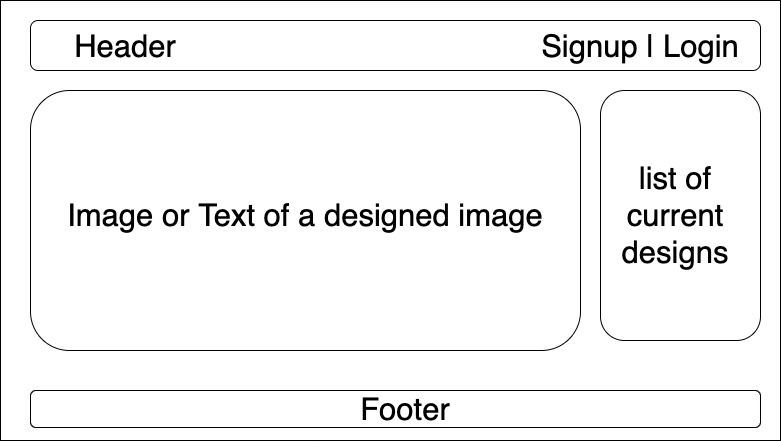 Header
Signup | Login
Image or Text of a designed image
list of
current
designs
Footer